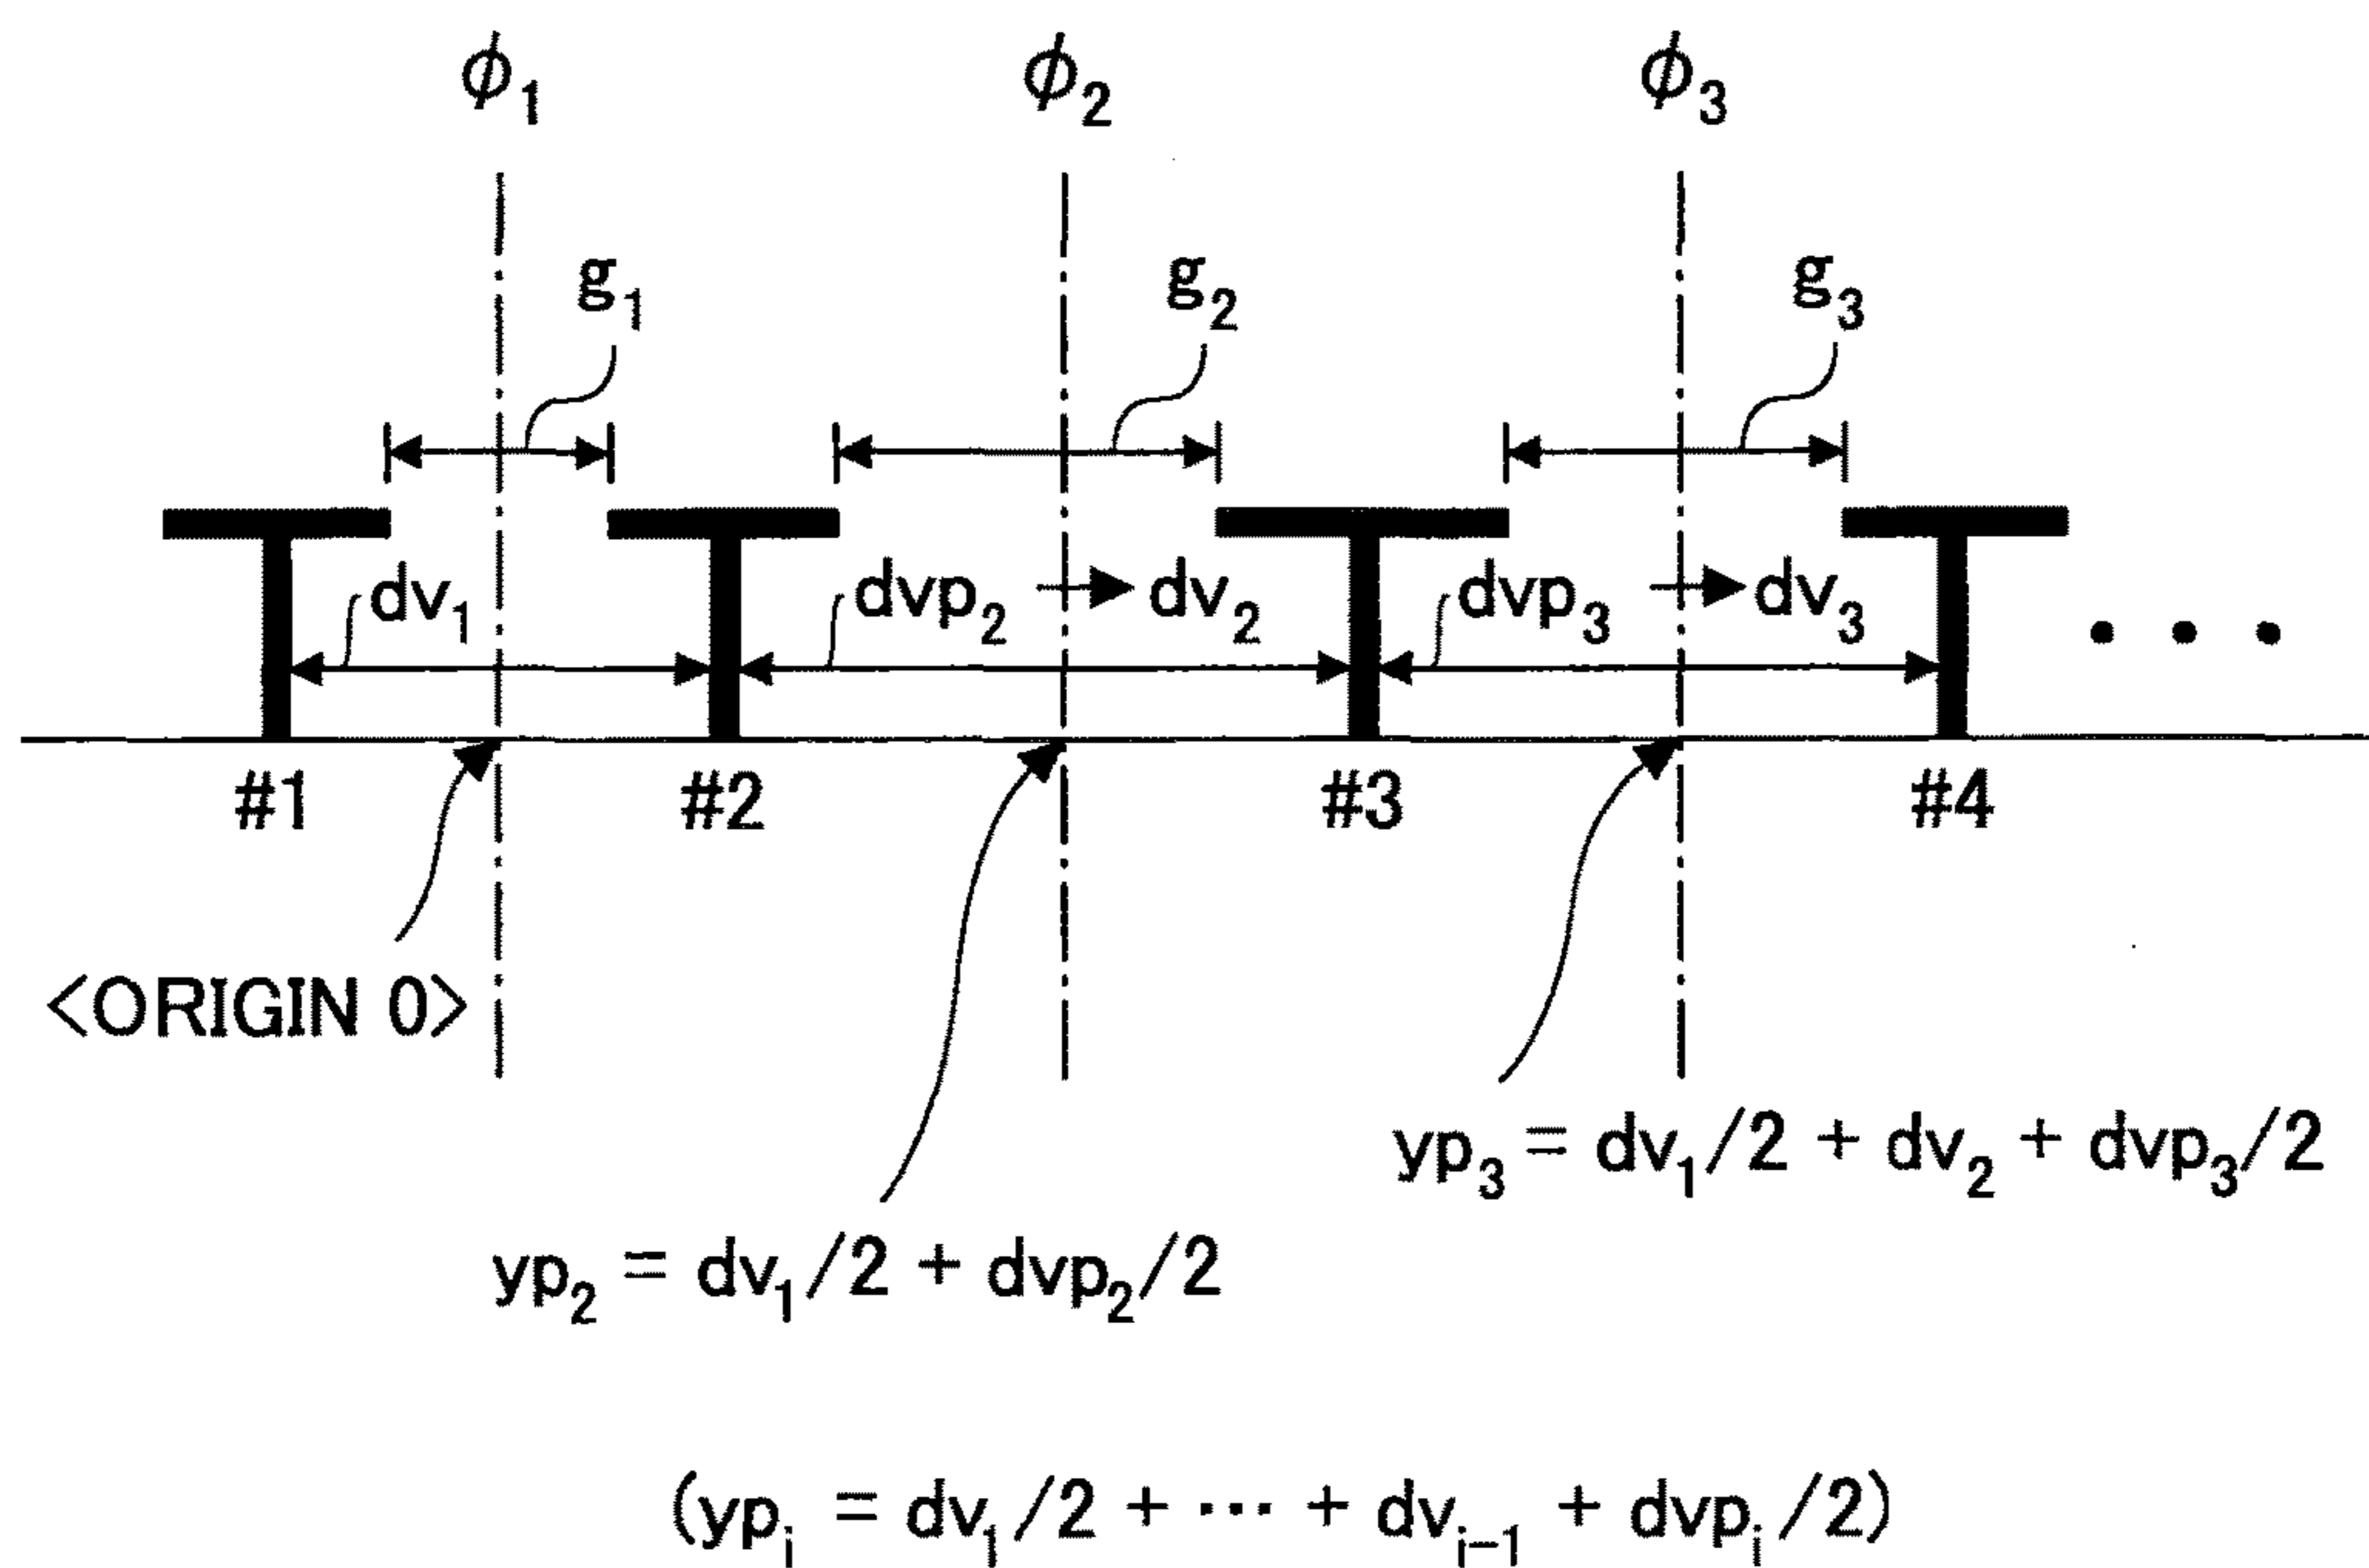 ϕ₁ ϕ₂ ϕ₃
g₁ g₂ g₃
dv₁ dvp₂ → dv₂ dvp₃ → dv₃ • • •
#1 #2 #3 #4
<ORIGIN 0>
yp₃ = dv₁/2 + dv₂ + dvp₃/2
yp₂ = dv₁/2 + dvp₂/2
(ypᵢ = dv₁/2 + ··· + dvᵢ₋₁ + dvpᵢ/2)